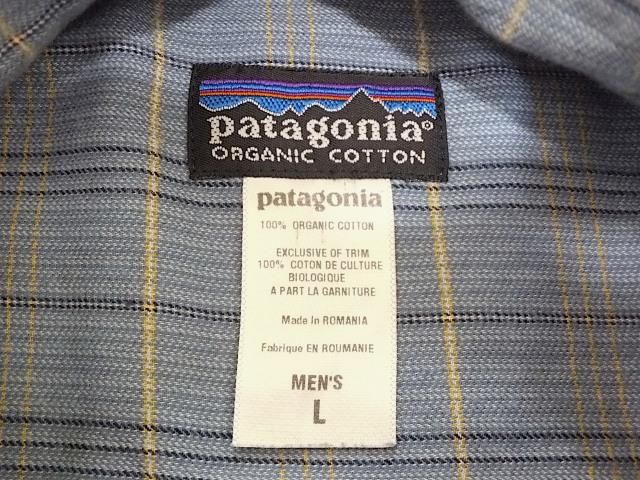 patagonia®
ORGANIC COTTON
patagonia
100% ORGANIC COTTON
EXCLUSIVE OF TRIM
100% COTON DE CULTURE
BIOLOGIQUE
A PART LA GARNITURE
Made In ROMANIA
Fabrique EN ROUMANIE
MEN'S
L